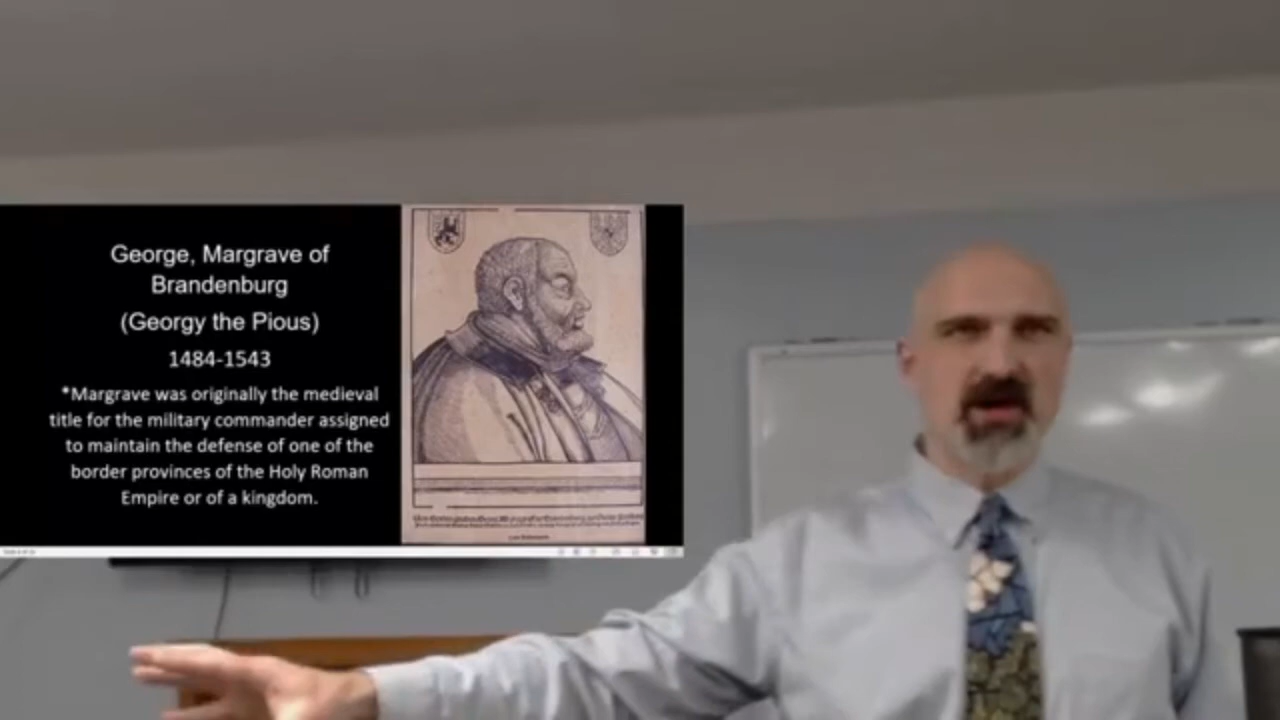 George, Margrave of
Brandenburg
(Georgy the Pious)
1484-1543
*Margrave was originally the medieval
title for the military commander assigned
to maintain the defense of one of the
border provinces of the Holy Roman
Empire or of a kingdom.